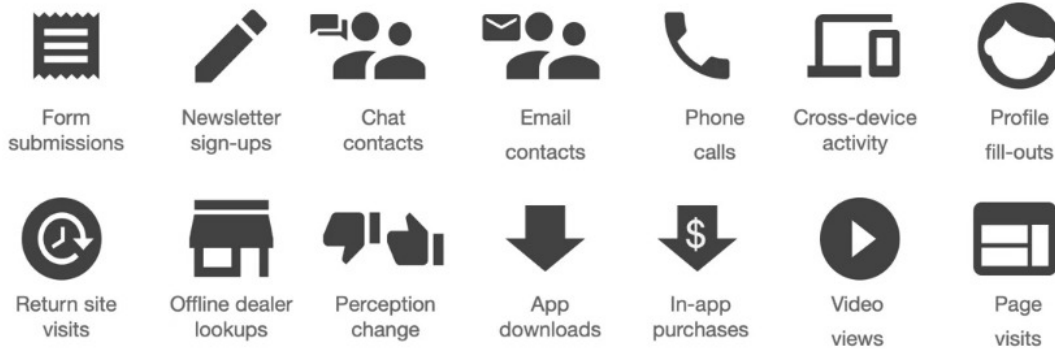 Form
submissions
Newsletter
sign-ups
Chat
contacts
Email
contacts
Phone
calls
Cross-device
activity
Profile
fill-outs
Return site
visits
Offline dealer
lookups
Perception
change
App
downloads
$
In-app
purchases
Video
views
Page
visits